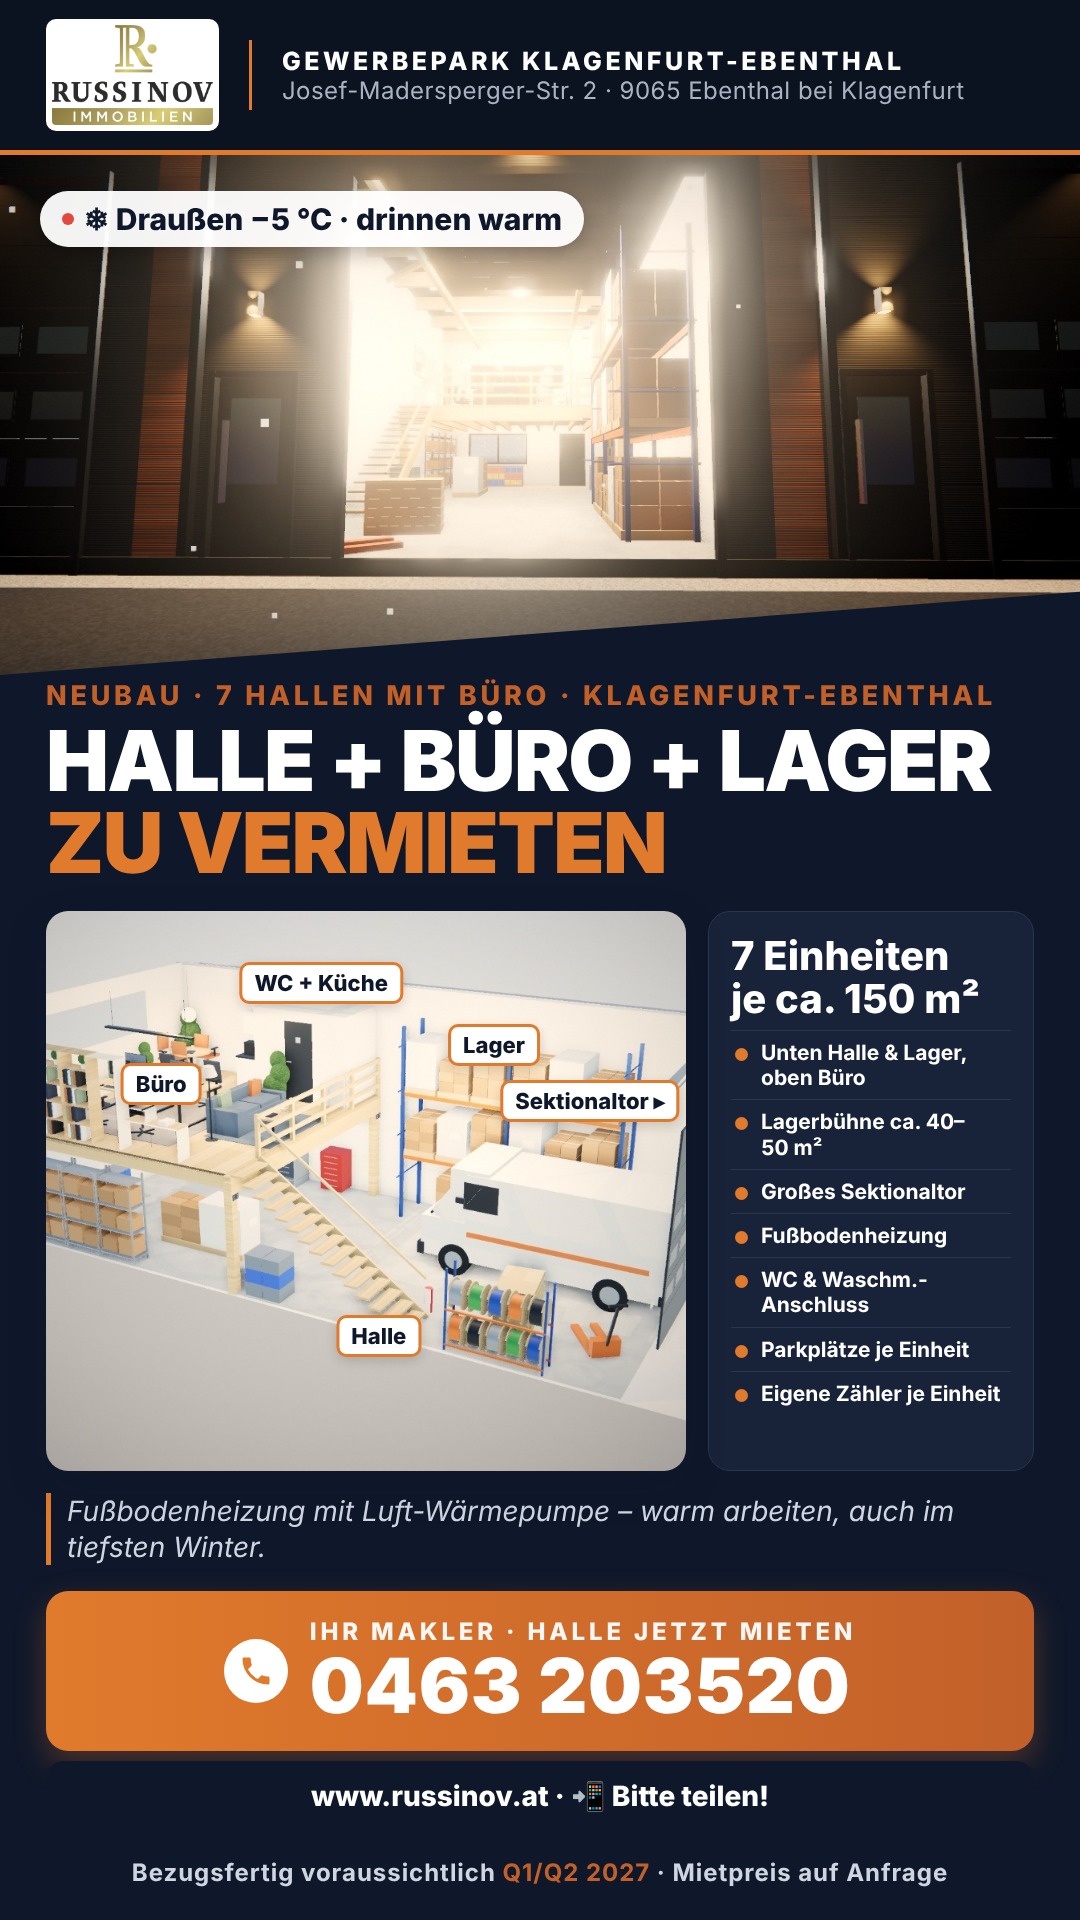 R.
RUSSINOV
IMMOBILIEN
GEWERBEPARK KLAGENFURT-EBENTHAL
Josef-Madersperger-Str. 2 · 9065 Ebenthal bei Klagenfurt
❄ Draußen −5 °C · drinnen warm
NEUBAU · 7 HALLEN MIT BÜRO · KLAGENFURT-EBENTHAL
HALLE + BÜRO + LAGER
ZU VERMIETEN
WC + Küche
Lager
Büro
Sektionaltor ▸
Halle
7 Einheiten
je ca. 150 m²
Unten Halle & Lager,
oben Büro
Lagerbühne ca. 40–
50 m²
Großes Sektionaltor
Fußbodenheizung
WC & Waschm.-
Anschluss
Parkplätze je Einheit
Eigene Zähler je Einheit
Fußbodenheizung mit Luft-Wärmepumpe – warm arbeiten, auch im
tiefsten Winter.
IHR MAKLER · HALLE JETZT MIETEN
0463 203520
www.russinov.at · 📲 Bitte teilen!
Bezugsfertig voraussichtlich Q1/Q2 2027 · Mietpreis auf Anfrage